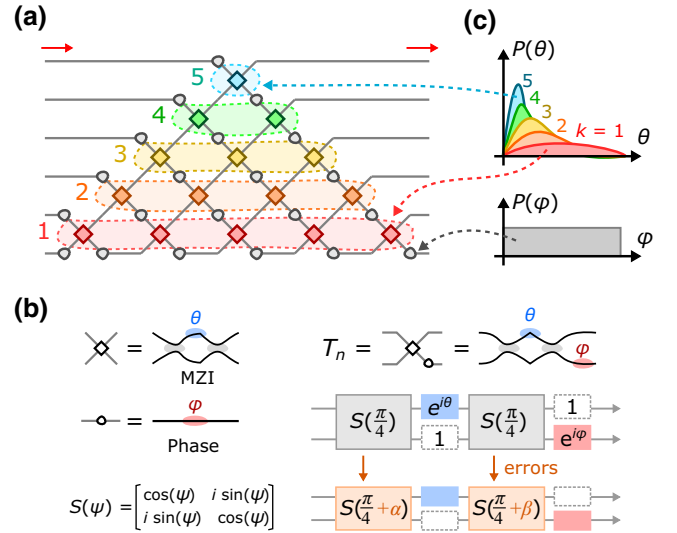 (a)
5
4
3
2
1
(c)
P(θ)
5
4
3
2
k = 1
θ
P(φ)
φ
(b)
= MZI
θ
T_n = =
θ
φ
= Phase
φ
S(π/4) e^{iθ} S(π/4) 1
1 e^{iφ}
errors
S(ψ) = [cos(ψ) i sin(ψ)
i sin(ψ) cos(ψ)]
S(π/4 +α) S(π/4 +β)